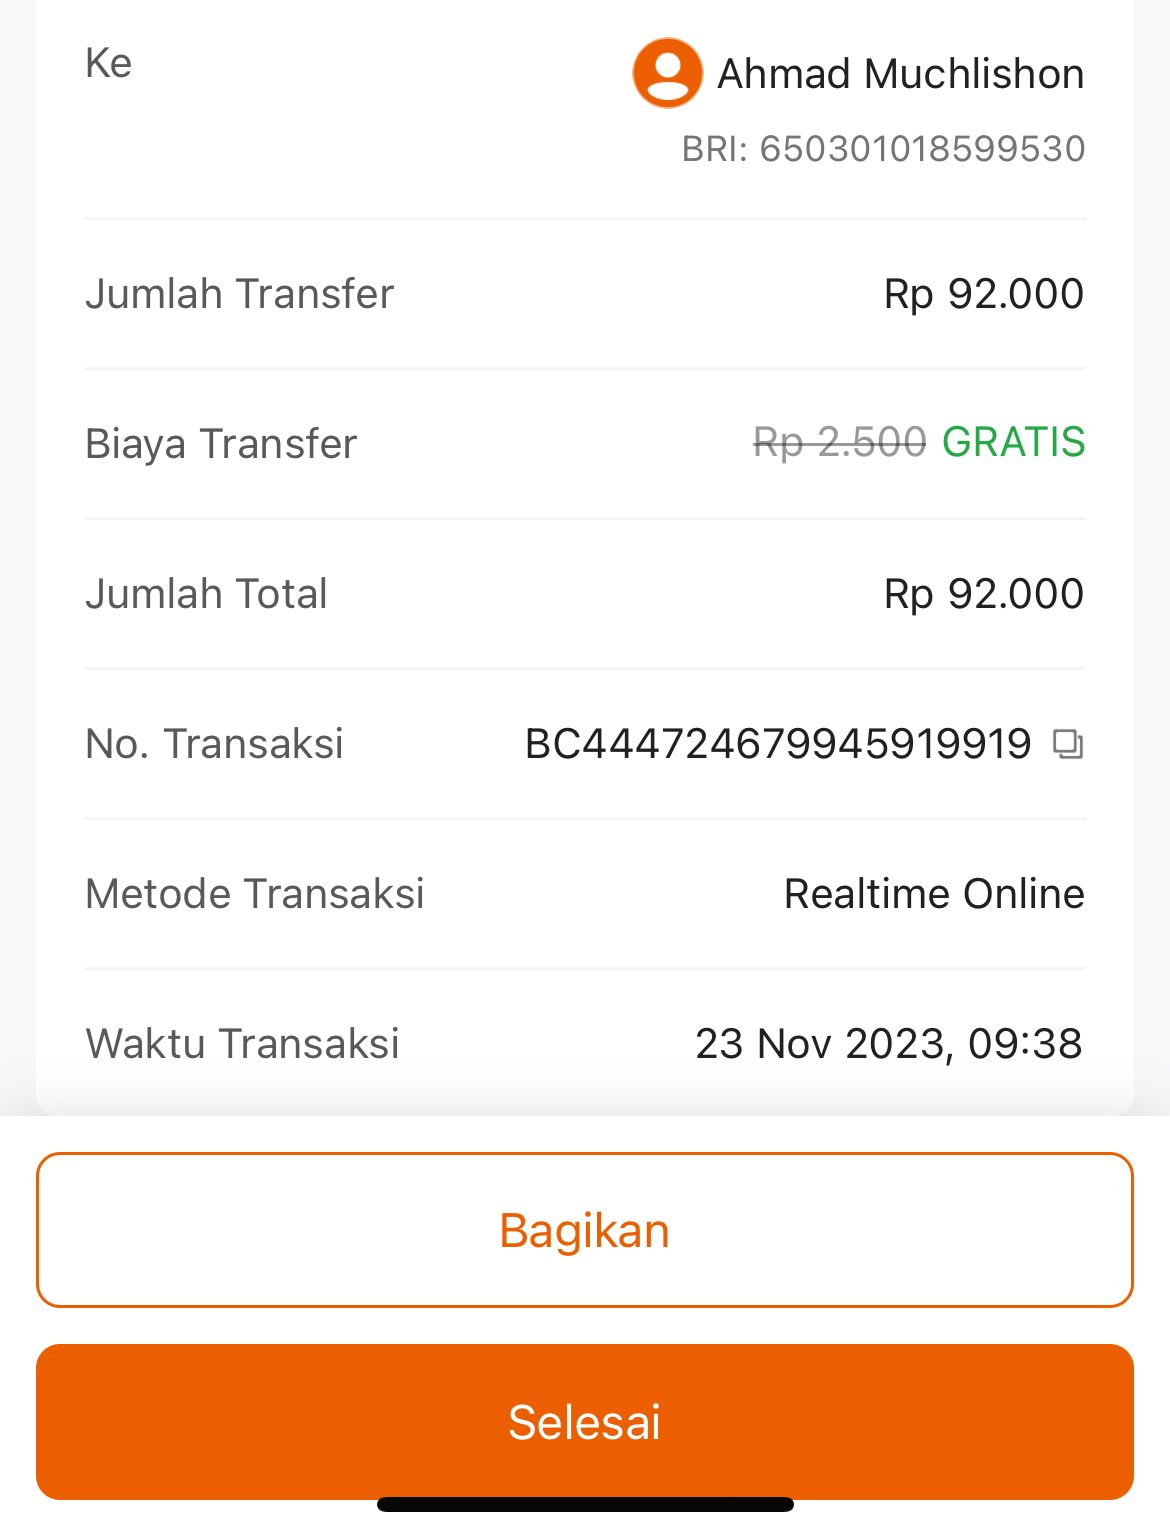 Ke
Ahmad Muchlishon
BRI: 650301018599530
Jumlah Transfer Rp 92.000
Biaya Transfer Rp 2.500 GRATIS
Jumlah Total Rp 92.000
No. Transaksi BC444724679945919919
Metode Transaksi Realtime Online
Waktu Transaksi 23 Nov 2023, 09:38
Bagikan
Selesai